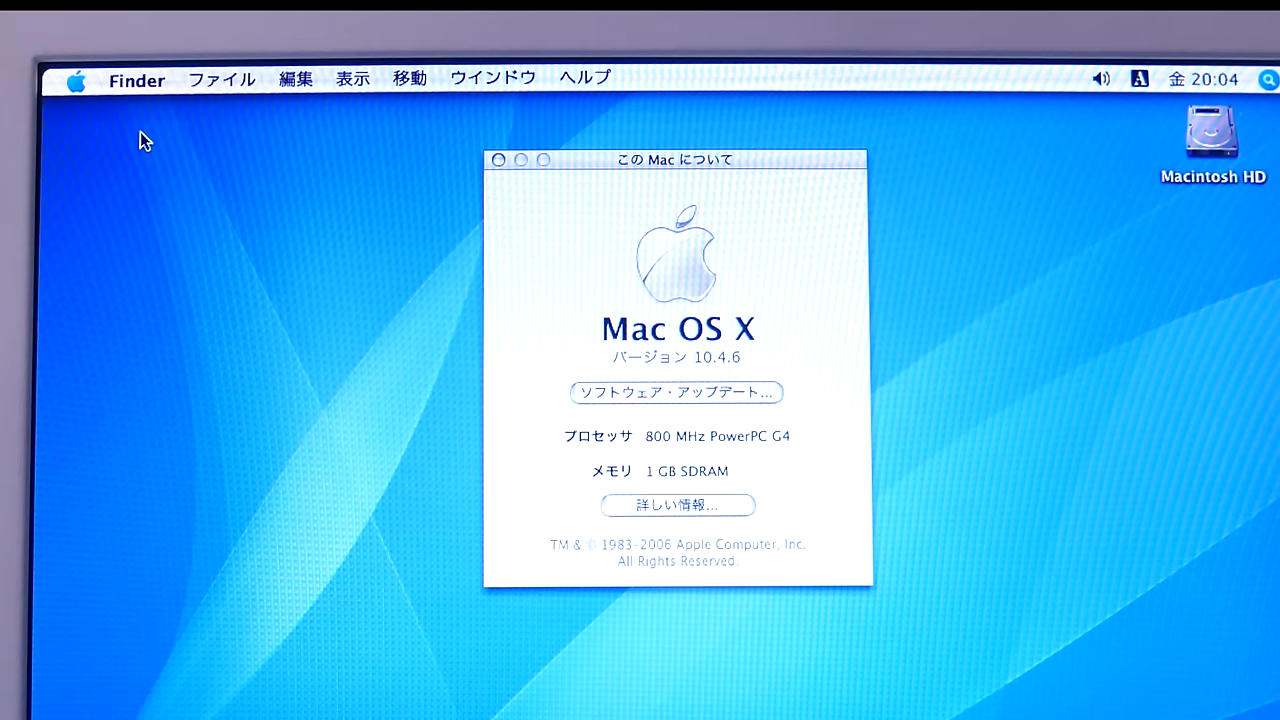 Finder ファイル 編集 表示 移動 ウインドウ ヘルプ A 金 20:04
Macintosh HD
この Mac について
Mac OS X
バージョン 10.4.6
ソフトウェア・アップデート...
プロセッサ 800 MHz PowerPC G4
メモリ 1 GB SDRAM
詳しい情報...
TM & © 1983-2006 Apple Computer, Inc.
All Rights Reserved.